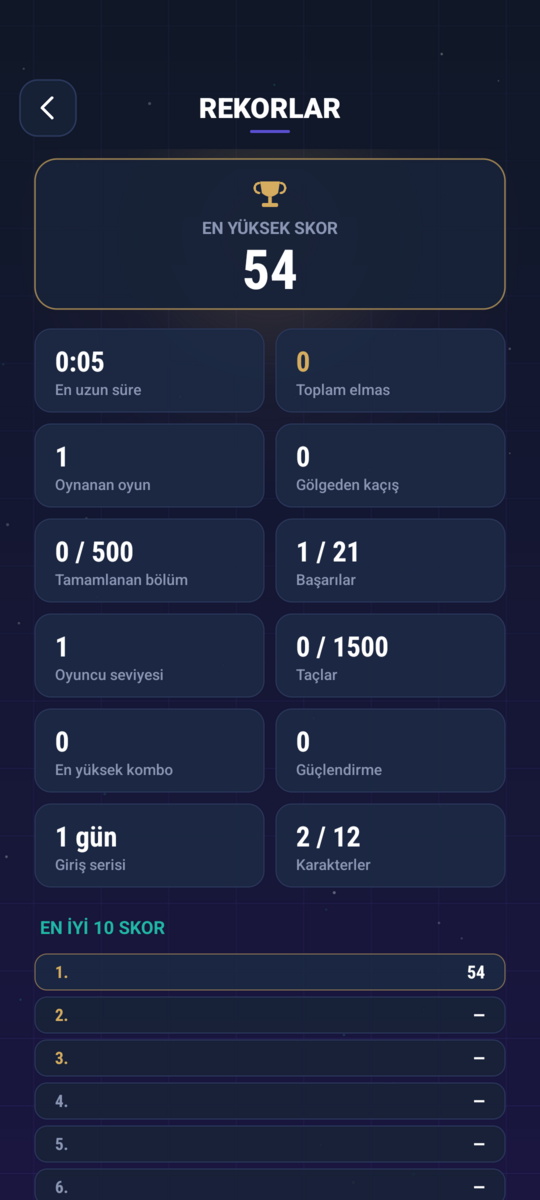 REKORLAR
EN YÜKSEK SKOR
54
0:05
En uzun süre
0
Toplam elmas
1
Oynanan oyun
0
Gölgeden kaçış
0 / 500
Tamamlanan bölüm
1 / 21
Başarılar
1
Oyuncu seviyesi
0 / 1500
Taçlar
0
En yüksek kombo
0
Güçlendirme
1 gün
Giriş serisi
2 / 12
Karakterler
EN İYİ 10 SKOR
1. 54
2. –
3. –
4. –
5. –
6. –